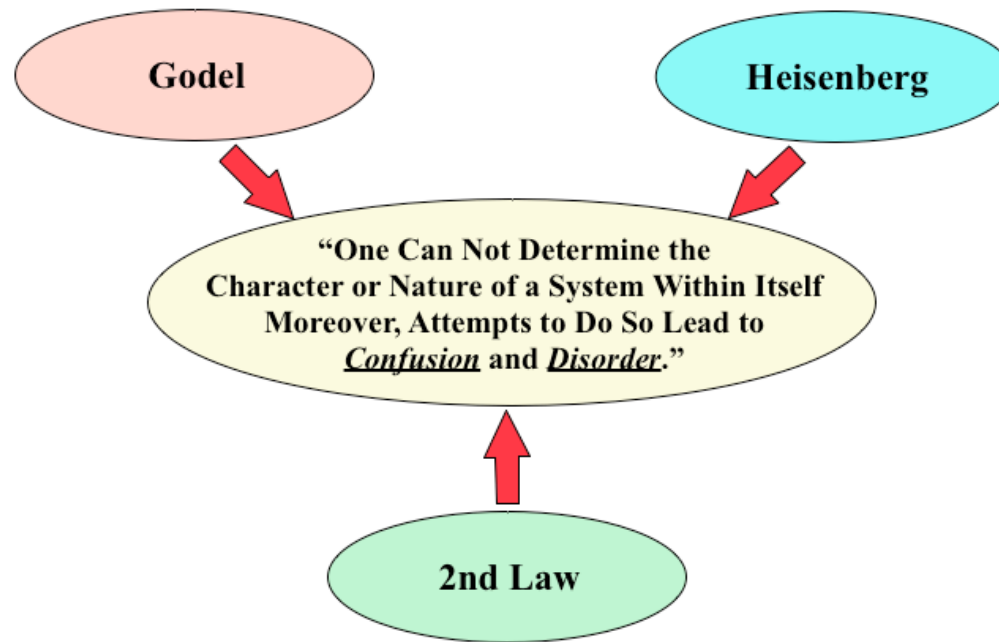 Godel
Heisenberg
“One Can Not Determine the
Character or Nature of a System Within Itself
Moreover, Attempts to Do So Lead to
Confusion and Disorder.”
2nd Law